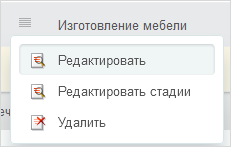 Изготовление мебели
Редактировать
Редактировать стадии
Удалить